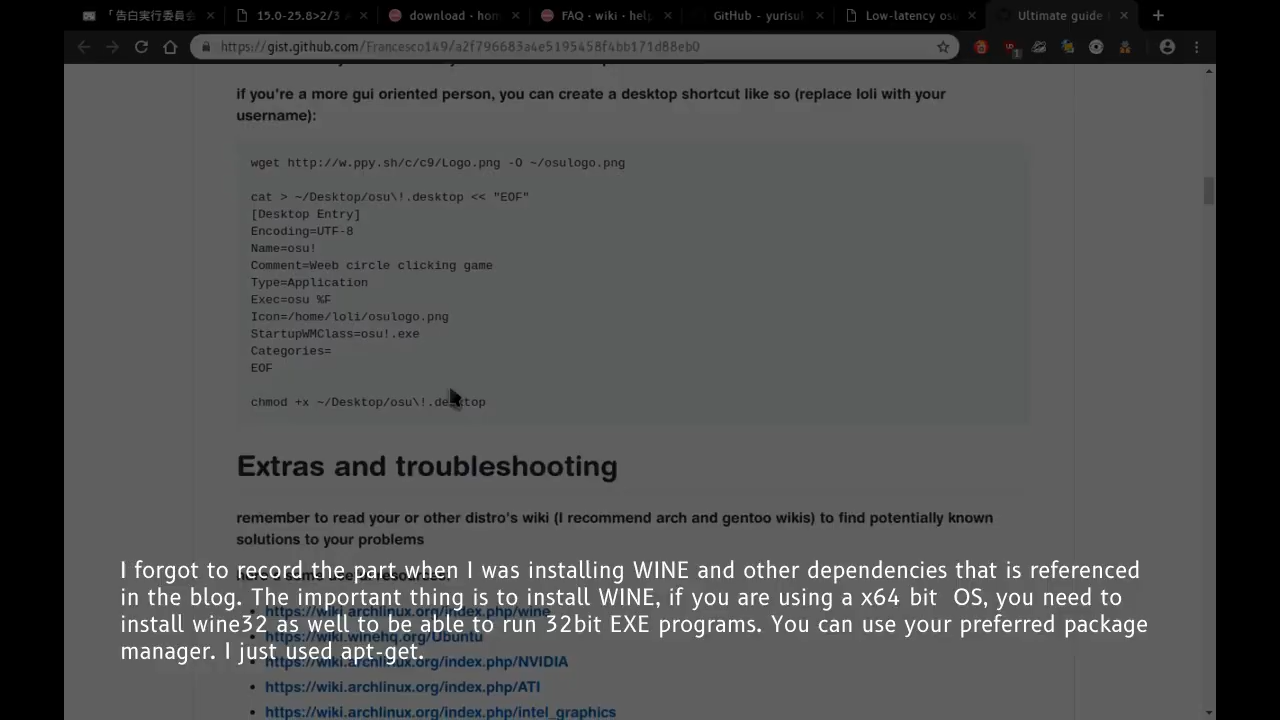 「告白実行委員会
15.0-25.8>2/3
download · hom
FAQ · wiki · help
GitHub - yurisuk
Low-latency osu
Ultimate guide
https://gist.github.com/Francesco149/a2f796683a4e5195458f4bb171d88eb0
if you're a more gui oriented person, you can create a desktop shortcut like so (replace loli with your
username):
wget http://w.ppy.sh/c/c9/Logo.png -O ~/osulogo.png
cat > ~/Desktop/osu\!.desktop << "EOF"
[Desktop Entry]
Encoding=UTF-8
Name=osu!
Comment=Weeb circle clicking game
Type=Application
Exec=osu %F
Icon=/home/loli/osulogo.png
StartupWMClass=osu!.exe
Categories=
EOF
chmod +x ~/Desktop/osu\!.desktop
Extras and troubleshooting
remember to read your or other distro's wiki (I recommend arch and gentoo wikis) to find potentially known
solutions to your problems
I forgot to record the part when I was installing WINE and other dependencies that is referenced
in the blog. The important thing is to install WINE, if you are using a x64 bit OS, you need to
install wine32 as well to be able to run 32bit EXE programs. You can use your preferred package
manager. I just used apt-get.
https://wiki.archlinux.org/index.php/wine
https://wiki.winehq.org/Ubuntu
https://wiki.archlinux.org/index.php/NVIDIA
https://wiki.archlinux.org/index.php/ATI
https://wiki.archlinux.org/index.php/intel_graphics